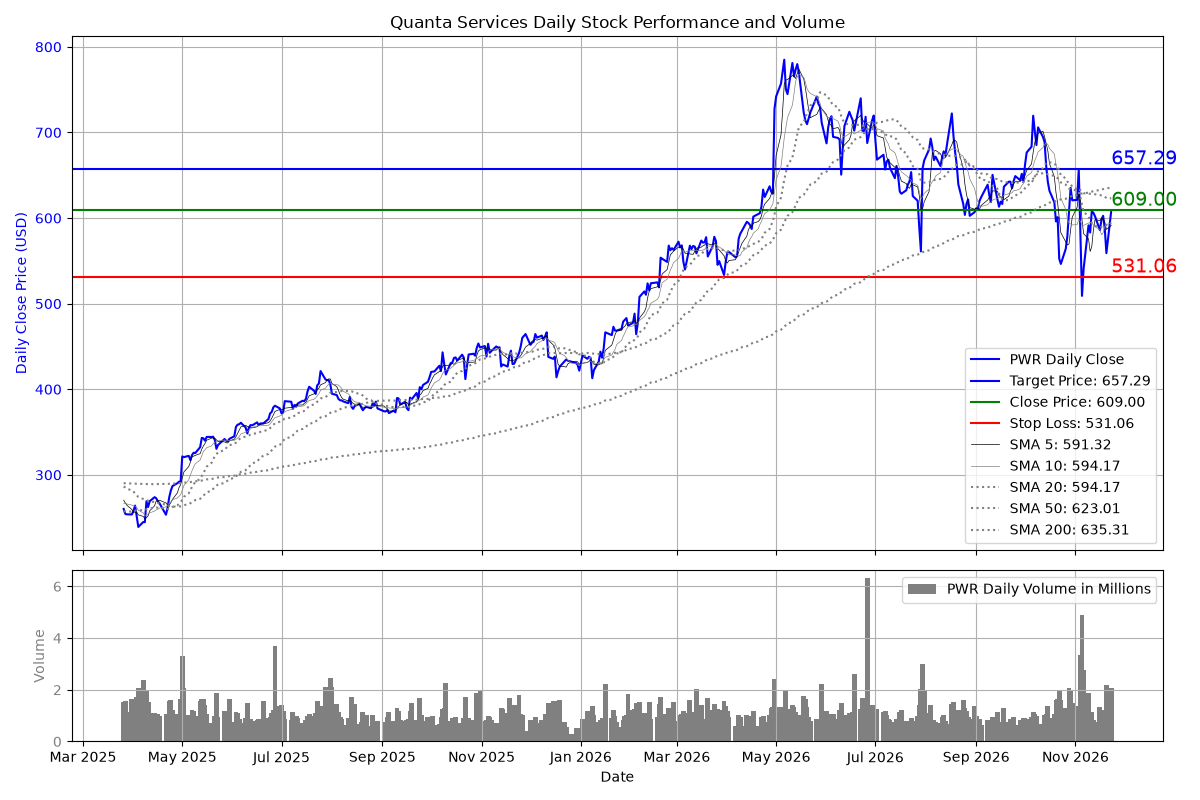 Quanta Services Daily Stock Performance and Volume
Daily Close Price (USD)
800
700
600
500
400
300
657.29
609.00
531.06
PWR Daily Close
Target Price: 657.29
Close Price: 609.00
Stop Loss: 531.06
SMA 5: 591.32
SMA 10: 594.17
SMA 20: 594.17
SMA 50: 623.01
SMA 200: 635.31
Volume
6
4
2
0
PWR Daily Volume in Millions
Mar 2025 May 2025 Jul 2025 Sep 2025 Nov 2025 Jan 2026 Mar 2026 May 2026 Jul 2026 Sep 2026 Nov 2026
Date